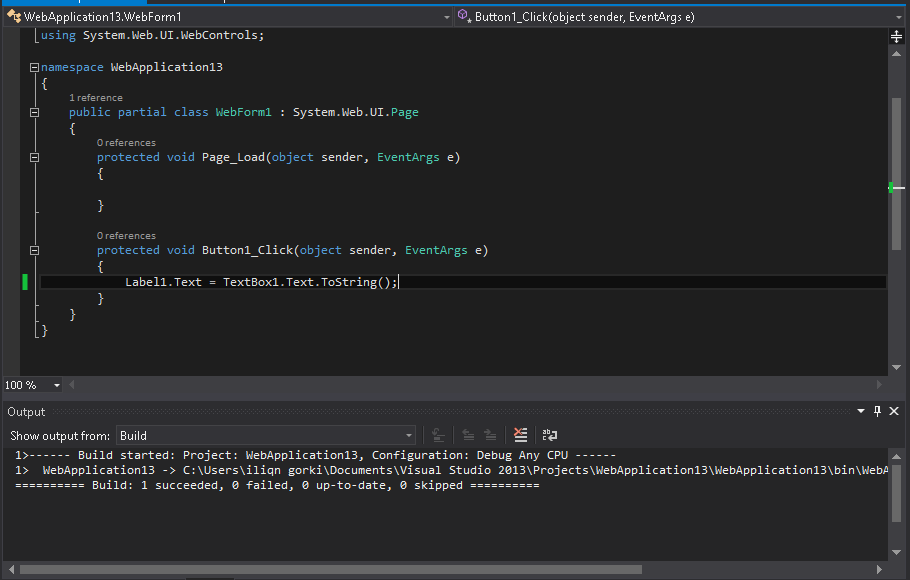 WebApplication13.WebForm1
Button1_Click(object sender, EventArgs e)
using System.Web.UI.WebControls;
namespace WebApplication13
{
1 reference
public partial class WebForm1 : System.Web.UI.Page
{
0 references
protected void Page_Load(object sender, EventArgs e)
{
}
0 references
protected void Button1_Click(object sender, EventArgs e)
{
Label1.Text = TextBox1.Text.ToString();
}
}
}
100 %
Output
Show output from: Build
1>------ Build started: Project: WebApplication13, Configuration: Debug Any CPU ------
1>  WebApplication13 -> C:\Users\iliqn gorki\Documents\Visual Studio 2013\Projects\WebApplication13\WebApplication13\bin\WebA
========== Build: 1 succeeded, 0 failed, 0 up-to-date, 0 skipped ==========